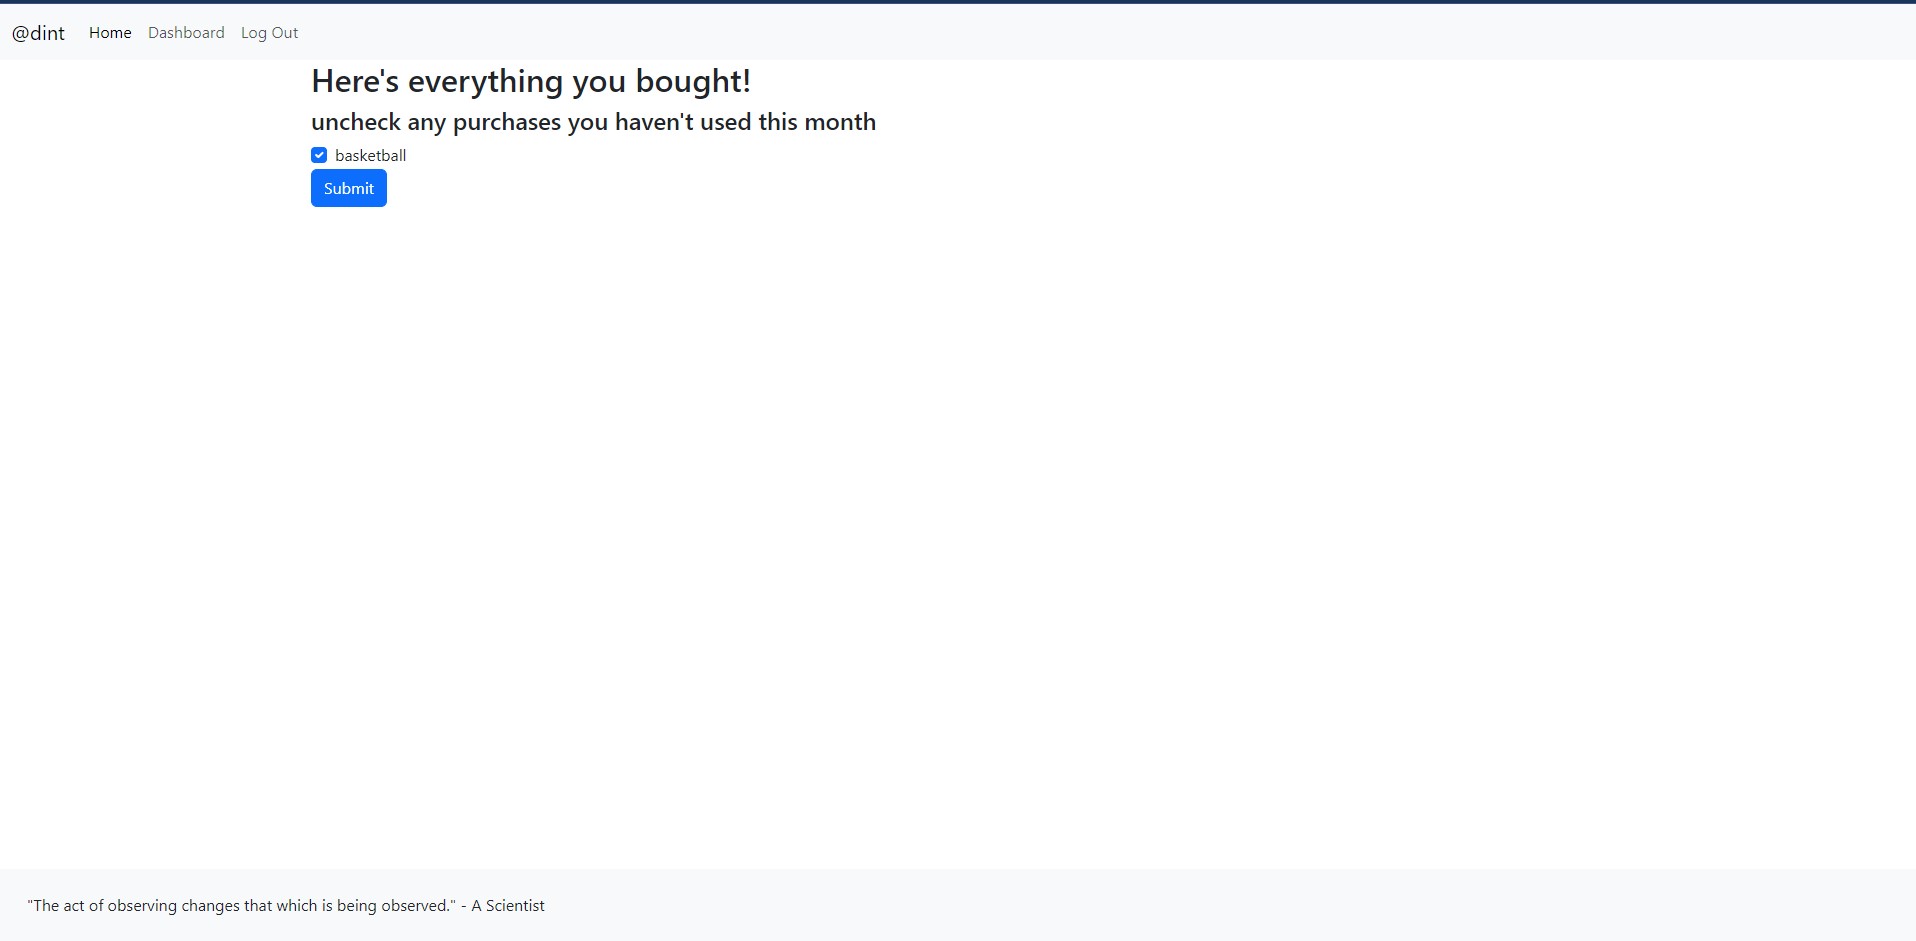 @dint Home Dashboard Log Out
Here's everything you bought!
uncheck any purchases you haven't used this month
basketball
Submit
"The act of observing changes that which is being observed." - A Scientist